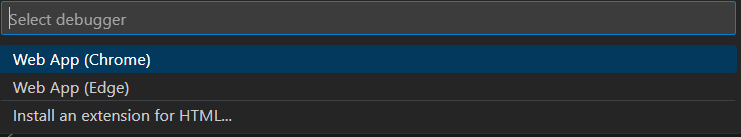 Select debugger
Web App (Chrome)
Web App (Edge)
Install an extension for HTML...